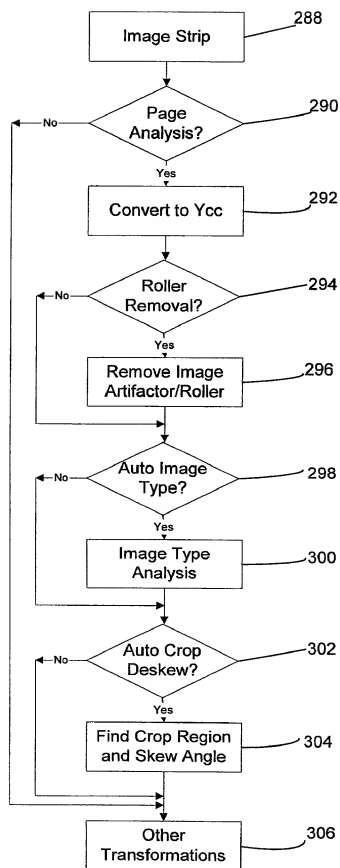 Image Strip
288
Page
Analysis?
290
No
Yes
Convert to Ycc
292
Roller
Removal?
294
No
Yes
Remove Image
Artifactor/Roller
296
Auto Image
Type?
298
No
Yes
Image Type
Analysis
300
Auto Crop
Deskew?
302
No
Yes
Find Crop Region
and Skew Angle
304
Other
Transformations
306